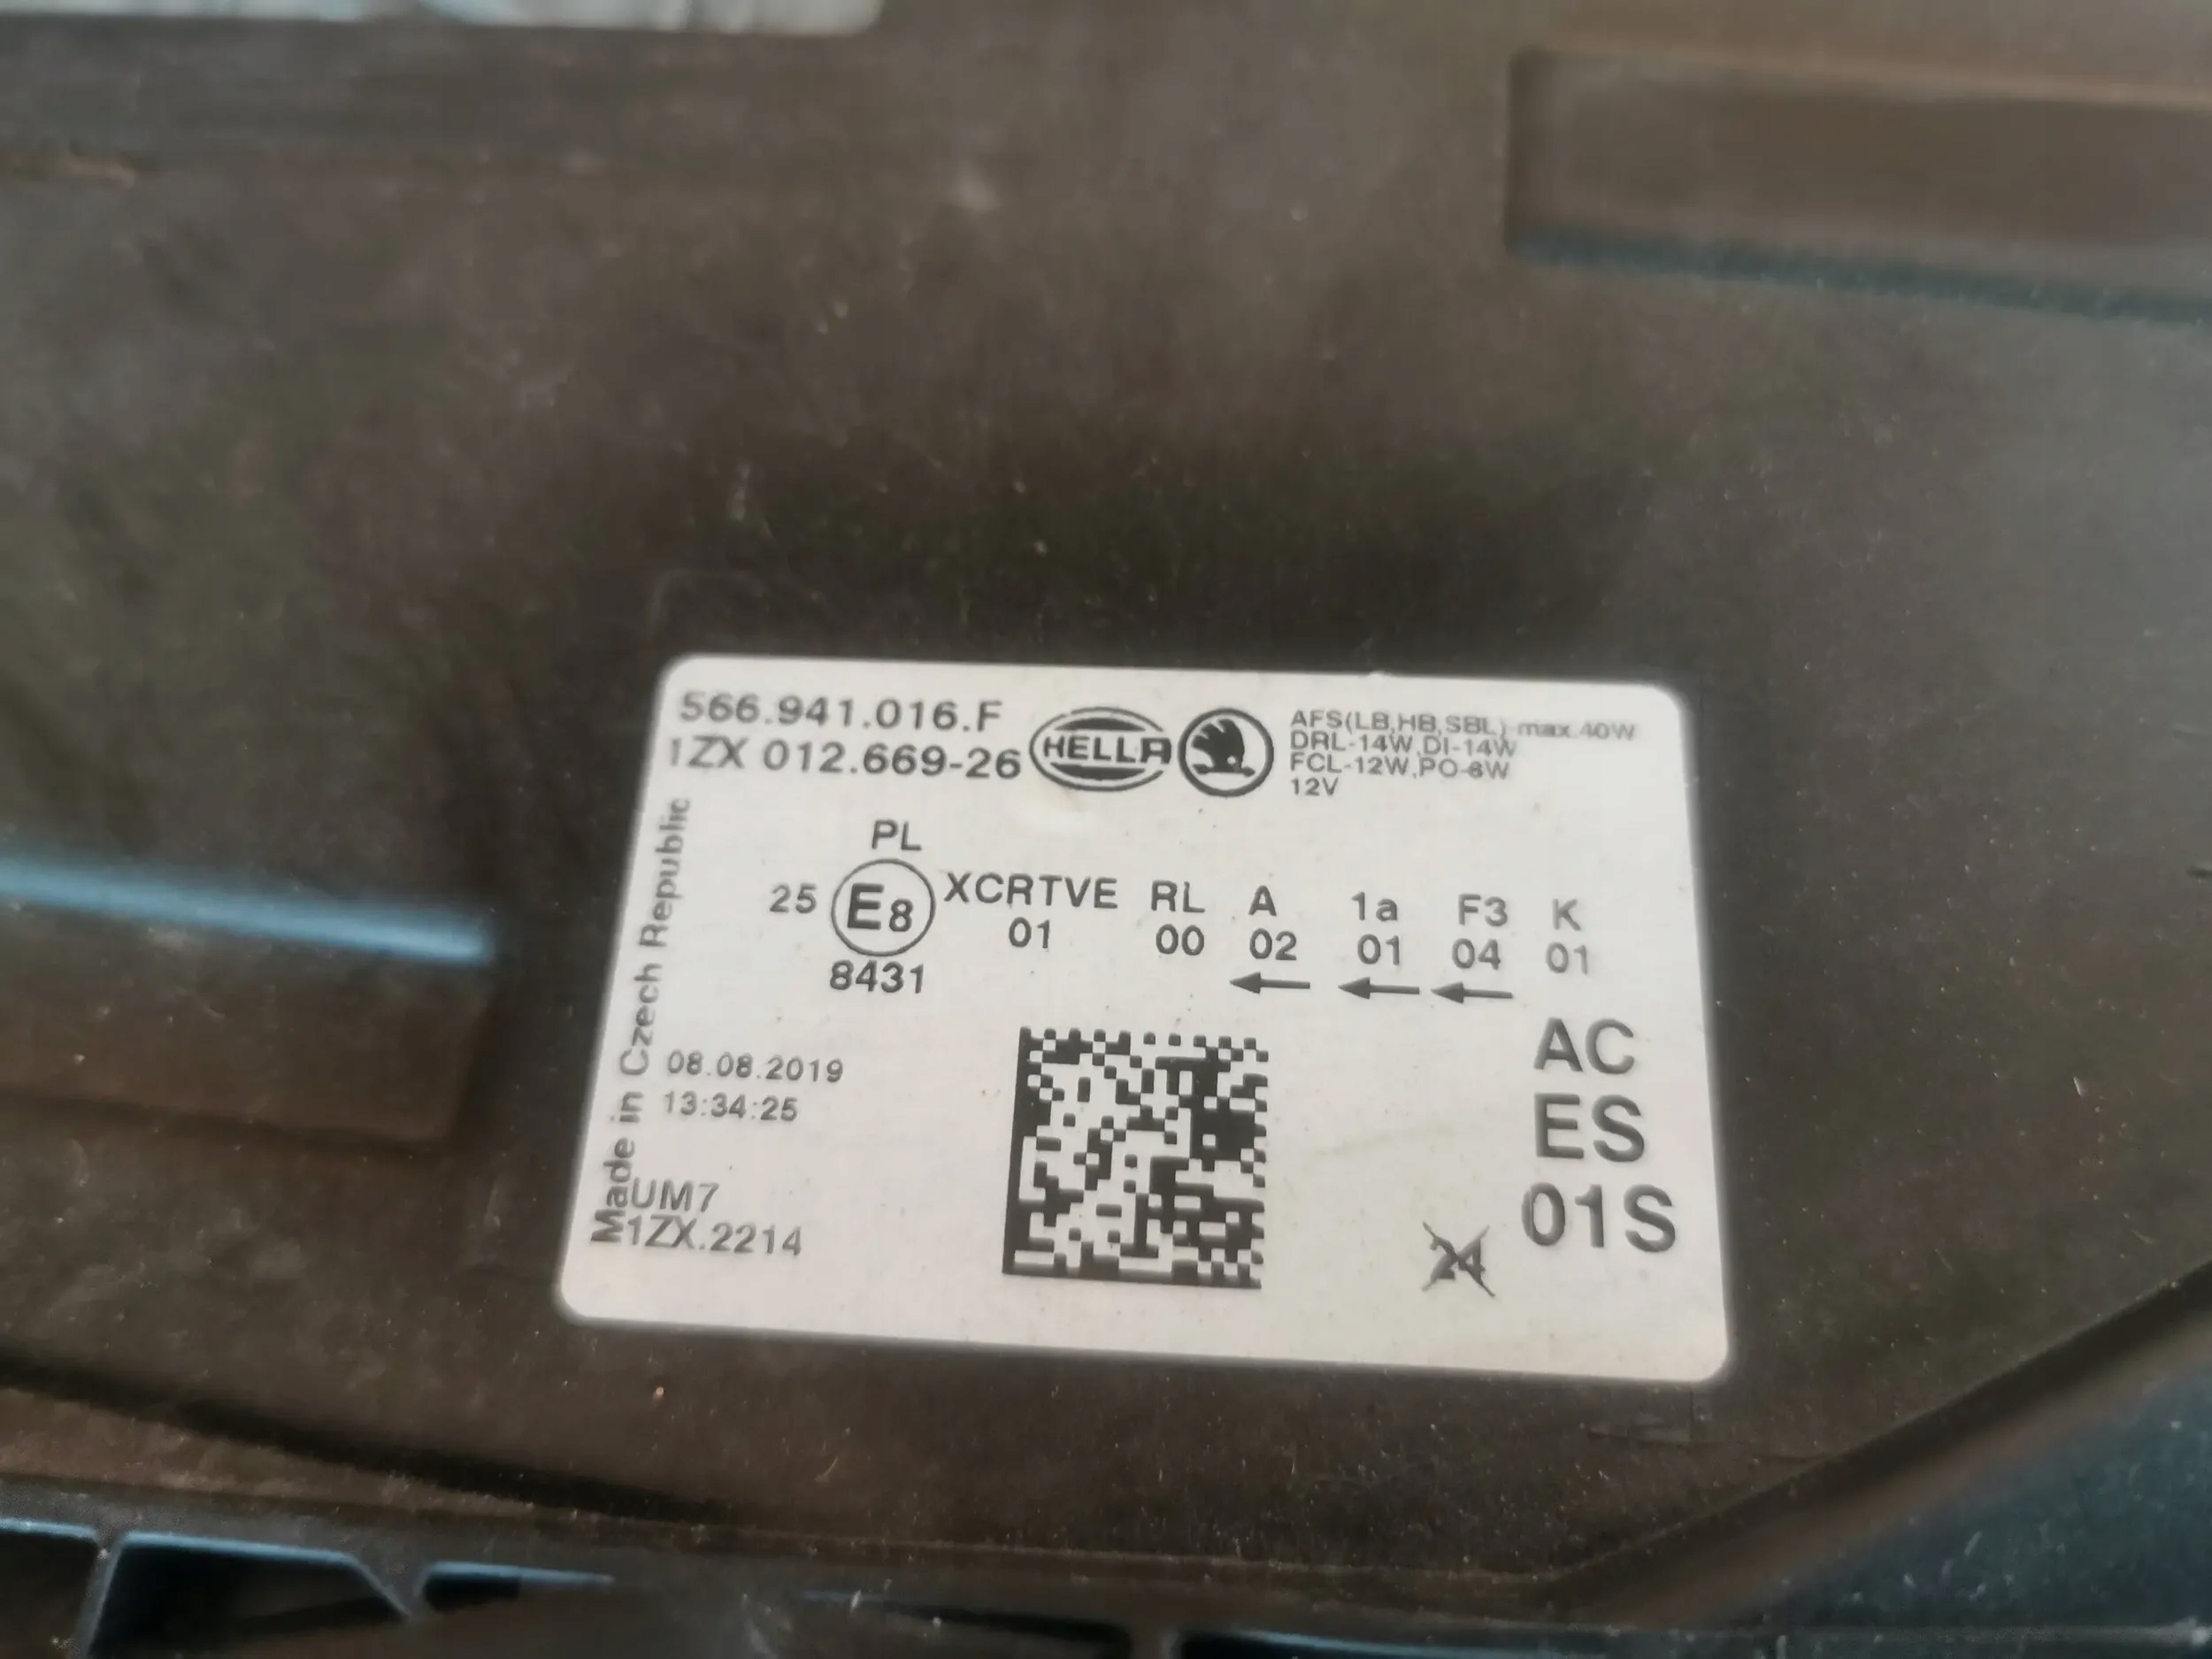 566.941.016.F
1ZX 012.669-26
HELLA
AFS(LB,HB,SBL)-max.40W
DRL-14W,DI-14W
FCL-12W,PO-6W
12V
Made in Czech Republic
PL
25 E8 XCRTVE RL A 1a F3 K
01 00 02 01 04 01
8431
← ← ←
08.08.2019
13:34:25
UM7
1ZX.2214
AC
ES
01S
24